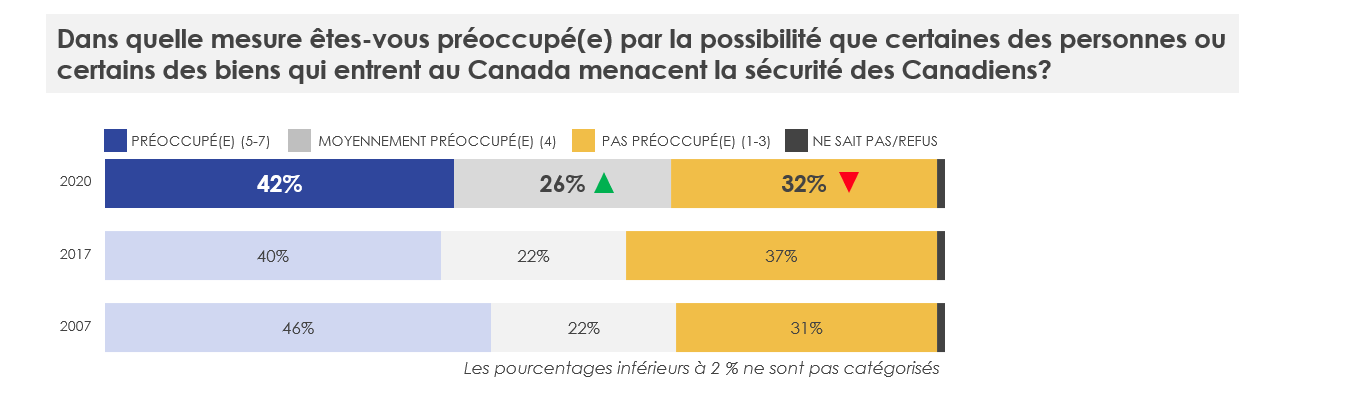 Dans quelle mesure êtes-vous préoccupé(e) par la possibilité que certaines des personnes ou
certains des biens qui entrent au Canada menacent la sécurité des Canadiens?
PRÉOCCUPÉ(E) (5-7) MOYENNEMENT PRÉOCCUPÉ(E) (4) PAS PRÉOCCUPÉ(E) (1-3) NE SAIT PAS/REFUS
2020 42% 26% 32%
2017 40% 22% 37%
2007 46% 22% 31%
Les pourcentages inférieurs à 2 % ne sont pas catégorisés